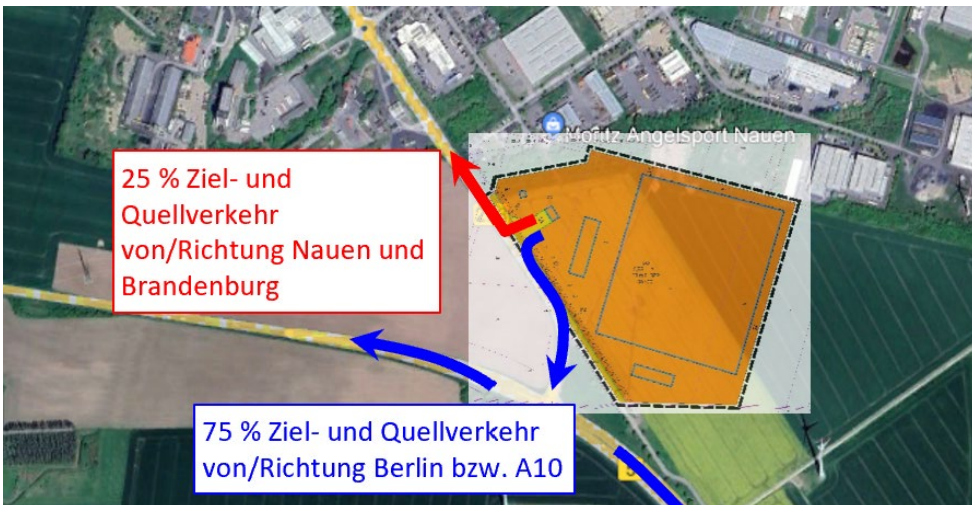 Moritz Angelsport Nauen
25 % Ziel- und
Quellverkehr
von/Richtung Nauen und
Brandenburg
75 % Ziel- und Quellverkehr
von/Richtung Berlin bzw. A10
5